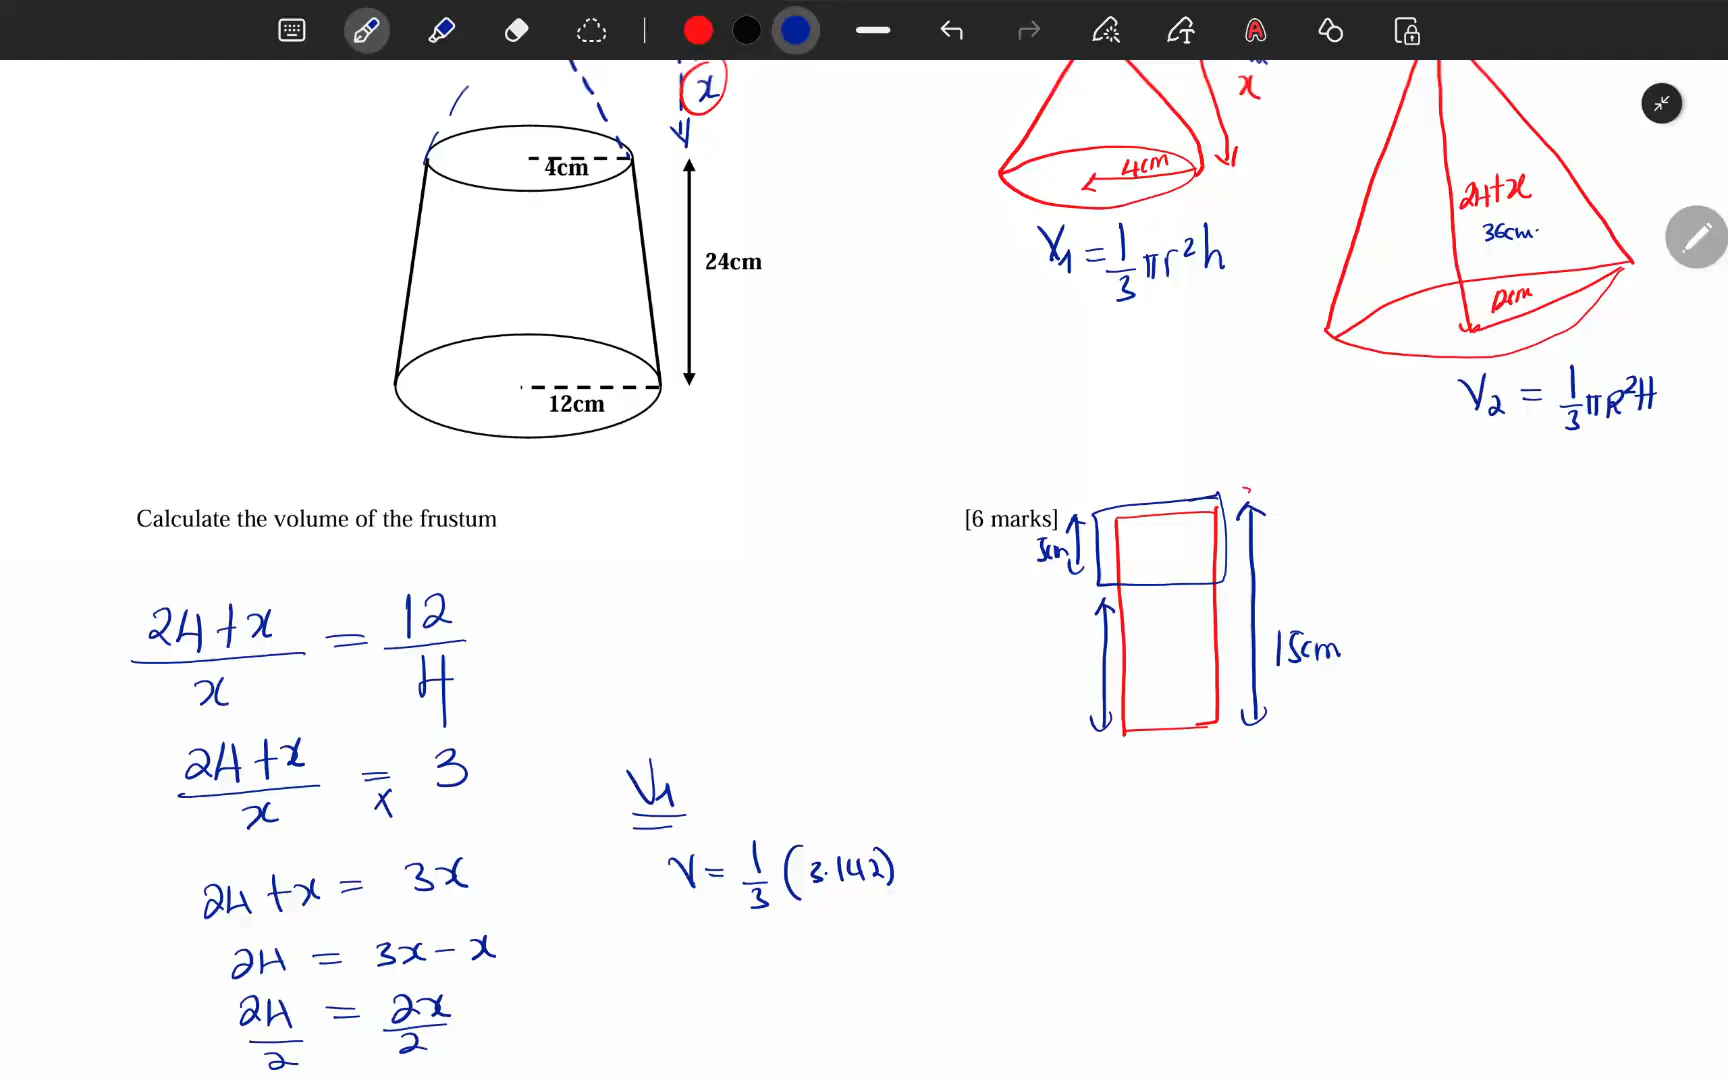 x
4cm
24cm
12cm
x
4cm
V₁ = 1/3 πr²h
24+x
36cm.
12cm
V₂ = 1/3 πR²H
Calculate the volume of the frustum
[6 marks]
5cm
15cm
24+x/x = 12/4
24+x/x = 3
x
24+x = 3x
24 = 3x-x
24/2 = 2x/2
V₁
V = 1/3 (3.142)